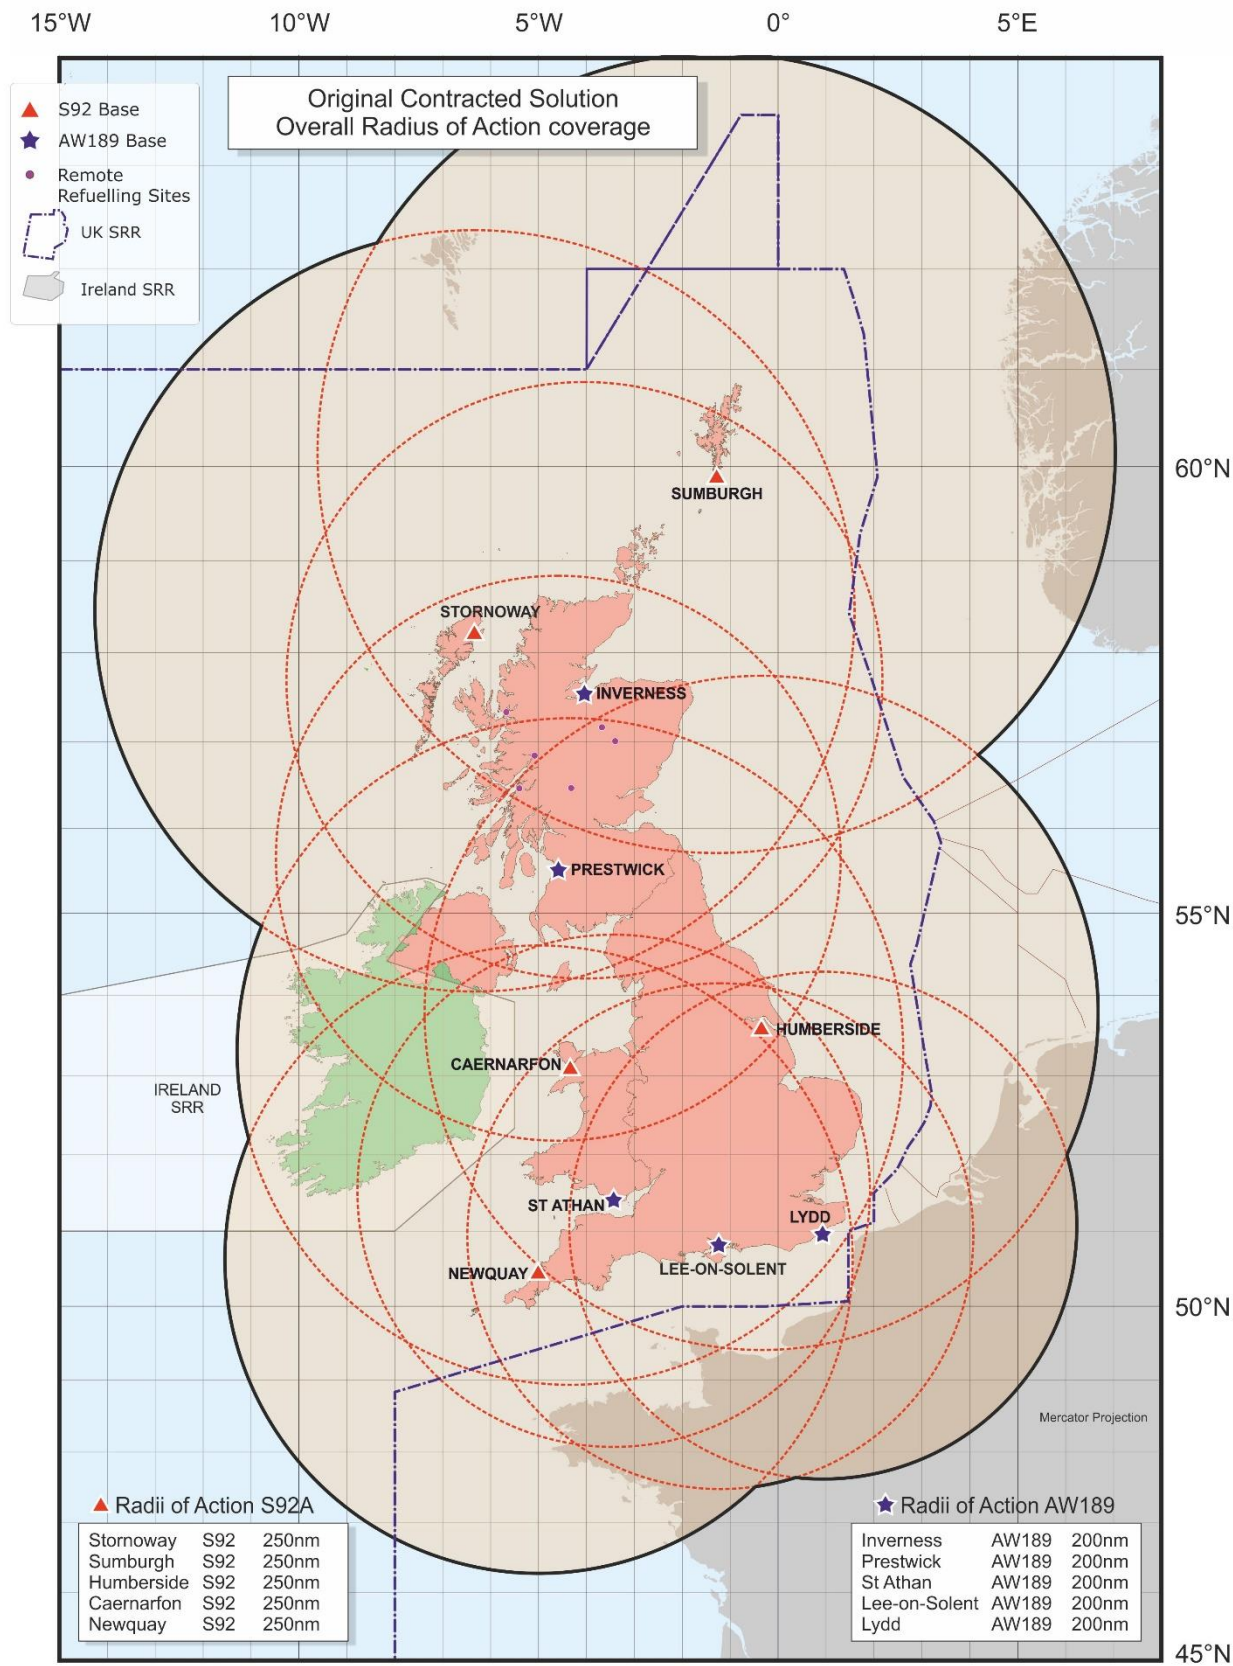 15°W 10°W 5°W 0° 5°E
Original Contracted Solution
Overall Radius of Action coverage
S92 Base
AW189 Base
Remote
Refuelling Sites
UK SRR
Ireland SRR
60°N
SUMBURGH
STORNOWAY
INVERNESS
PRESTWICK
55°N
HUMBERSIDE
CAERNARFON
IRELAND
SRR
ST ATHAN
LYDD
LEE-ON-SOLENT
NEWQUAY
50°N
Mercator Projection
Radii of Action S92A
Stornoway S92 250nm
Sumburgh S92 250nm
Humberside S92 250nm
Caernarfon S92 250nm
Newquay S92 250nm
Radii of Action AW189
Inverness AW189 200nm
Prestwick AW189 200nm
St Athan AW189 200nm
Lee-on-Solent AW189 200nm
Lydd AW189 200nm
45°N